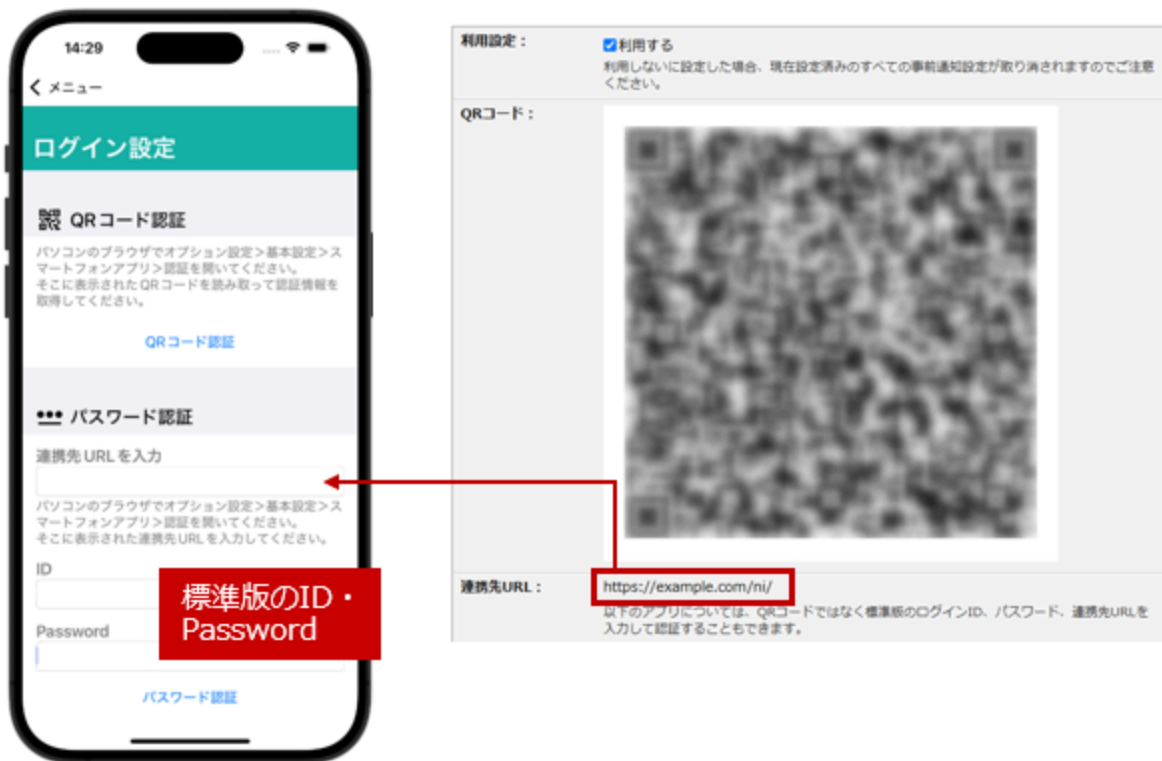 14:29
メニュー
ログイン設定
QRコード認証
パソコンのブラウザでオプション設定>基本設定>ス
マートフォンアプリ>認証を開いてください。
そこに表示されたQRコードを読み取って認証情報を
取得してください。
QRコード認証
パスワード認証
連携先URLを入力
パソコンのブラウザでオプション設定>基本設定>ス
マートフォンアプリ>認証を開いてください。
そこに表示された連携先URLを入力してください。
ID
標準版のID・
Password
Password
パスワード認証
利用設定:
利用する
利用しないに設定した場合、現在設定済みのすべての事前通知設定が取り消されますのでご注意
ください。
QRコード:
連携先URL:
https://example.com/ni/
以下のアプリについては、QRコードではなく標準版のログインID、パスワード、連携先URLを
入力して認証することもできます。